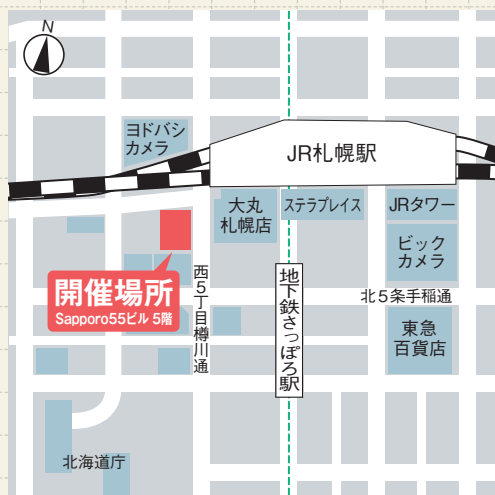 N
ヨドバシ
カメラ
JR札幌駅
大丸
札幌店
ステラプレイス
JRタワー
ビック
カメラ
開催場所
Sapporo55ビル 5階
西5丁目樽川通
地下鉄さっぽろ駅
北5条手稲通
東急
百貨店
北海道庁